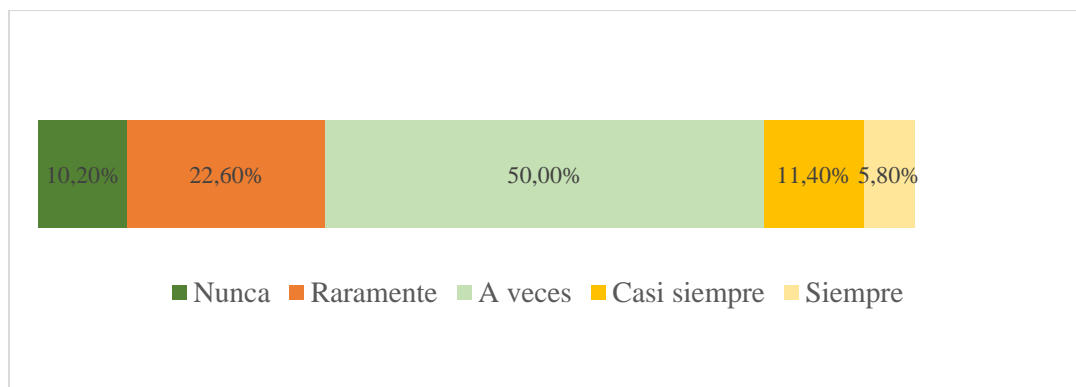 10,20% 22,60% 50,00% 11,40% 5,80%
Nunca Raramente A veces Casi siempre Siempre